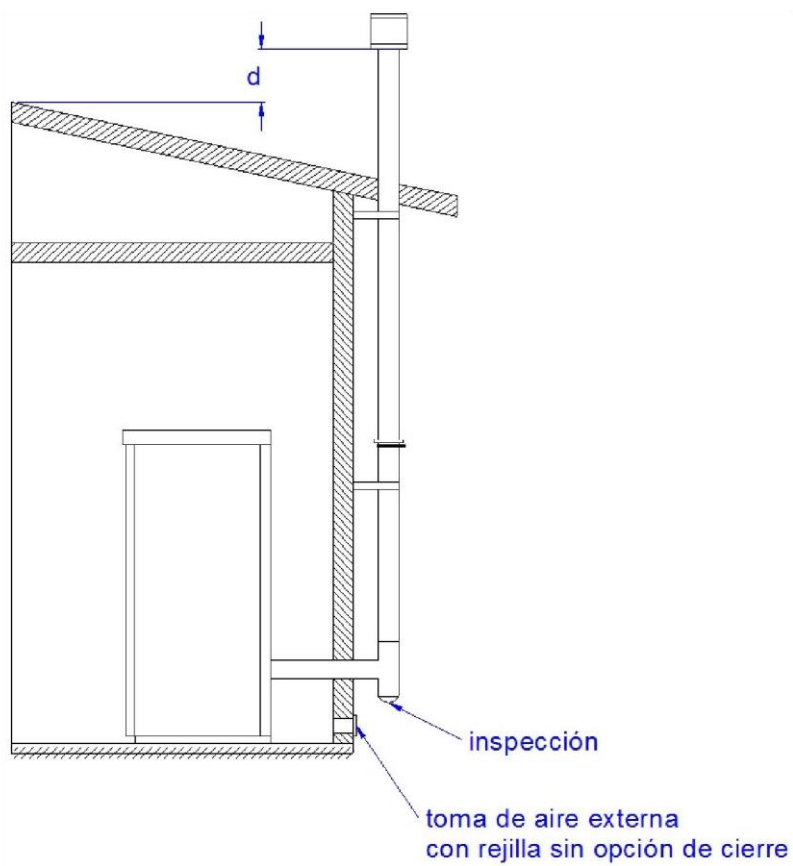 d
inspección
toma de aire externa
con rejilla sin opción de cierre